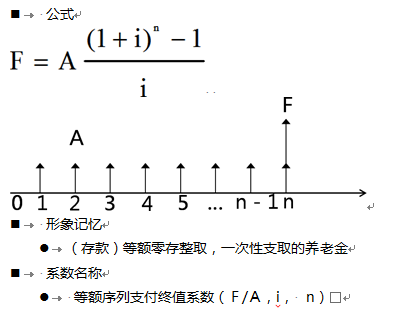 ■ 公式
F = A ((1 + i)^n − 1) / i
F
A
0 1 2 3 4 5 ... n - 1 n
■ 形象记忆
● （存款）等额零存整取，一次性支取的养老金
■ 系数名称
● 等额序列支付终值系数（ F/A，i， n）□